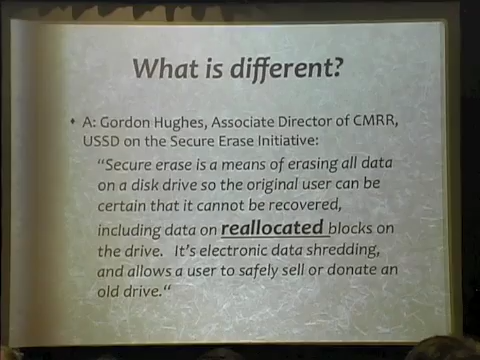 What is different?
♦ A: Gordon Hughes, Associate Director of CMRR,
USSD on the Secure Erase Initiative:
"Secure erase is a means of erasing all data
on a disk drive so the original user can be
certain that it cannot be recovered,
including data on reallocated blocks on
the drive. It's electronic data shredding,
and allows a user to safely sell or donate an
old drive."